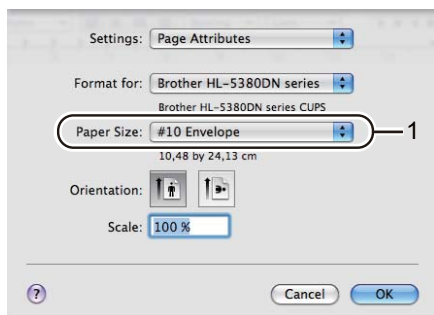 Settings: Page Attributes
Format for: Brother HL-5380DN series
Brother HL-5380DN series CUPS
Paper Size: #10 Envelope 1
10,48 by 24,13 cm
Orientation:
Scale: 100 %
? Cancel OK